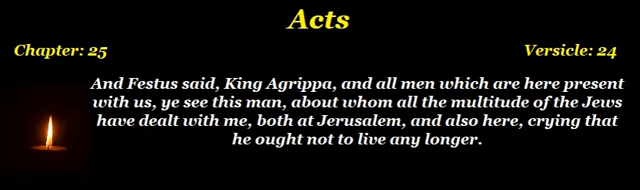 Acts
Chapter: 25 Versicle: 24
And Festus said, King Agrippa, and all men which are here present
with us, ye see this man, about whom all the multitude of the Jews
have dealt with me, both at Jerusalem, and also here, crying that
he ought not to live any longer.